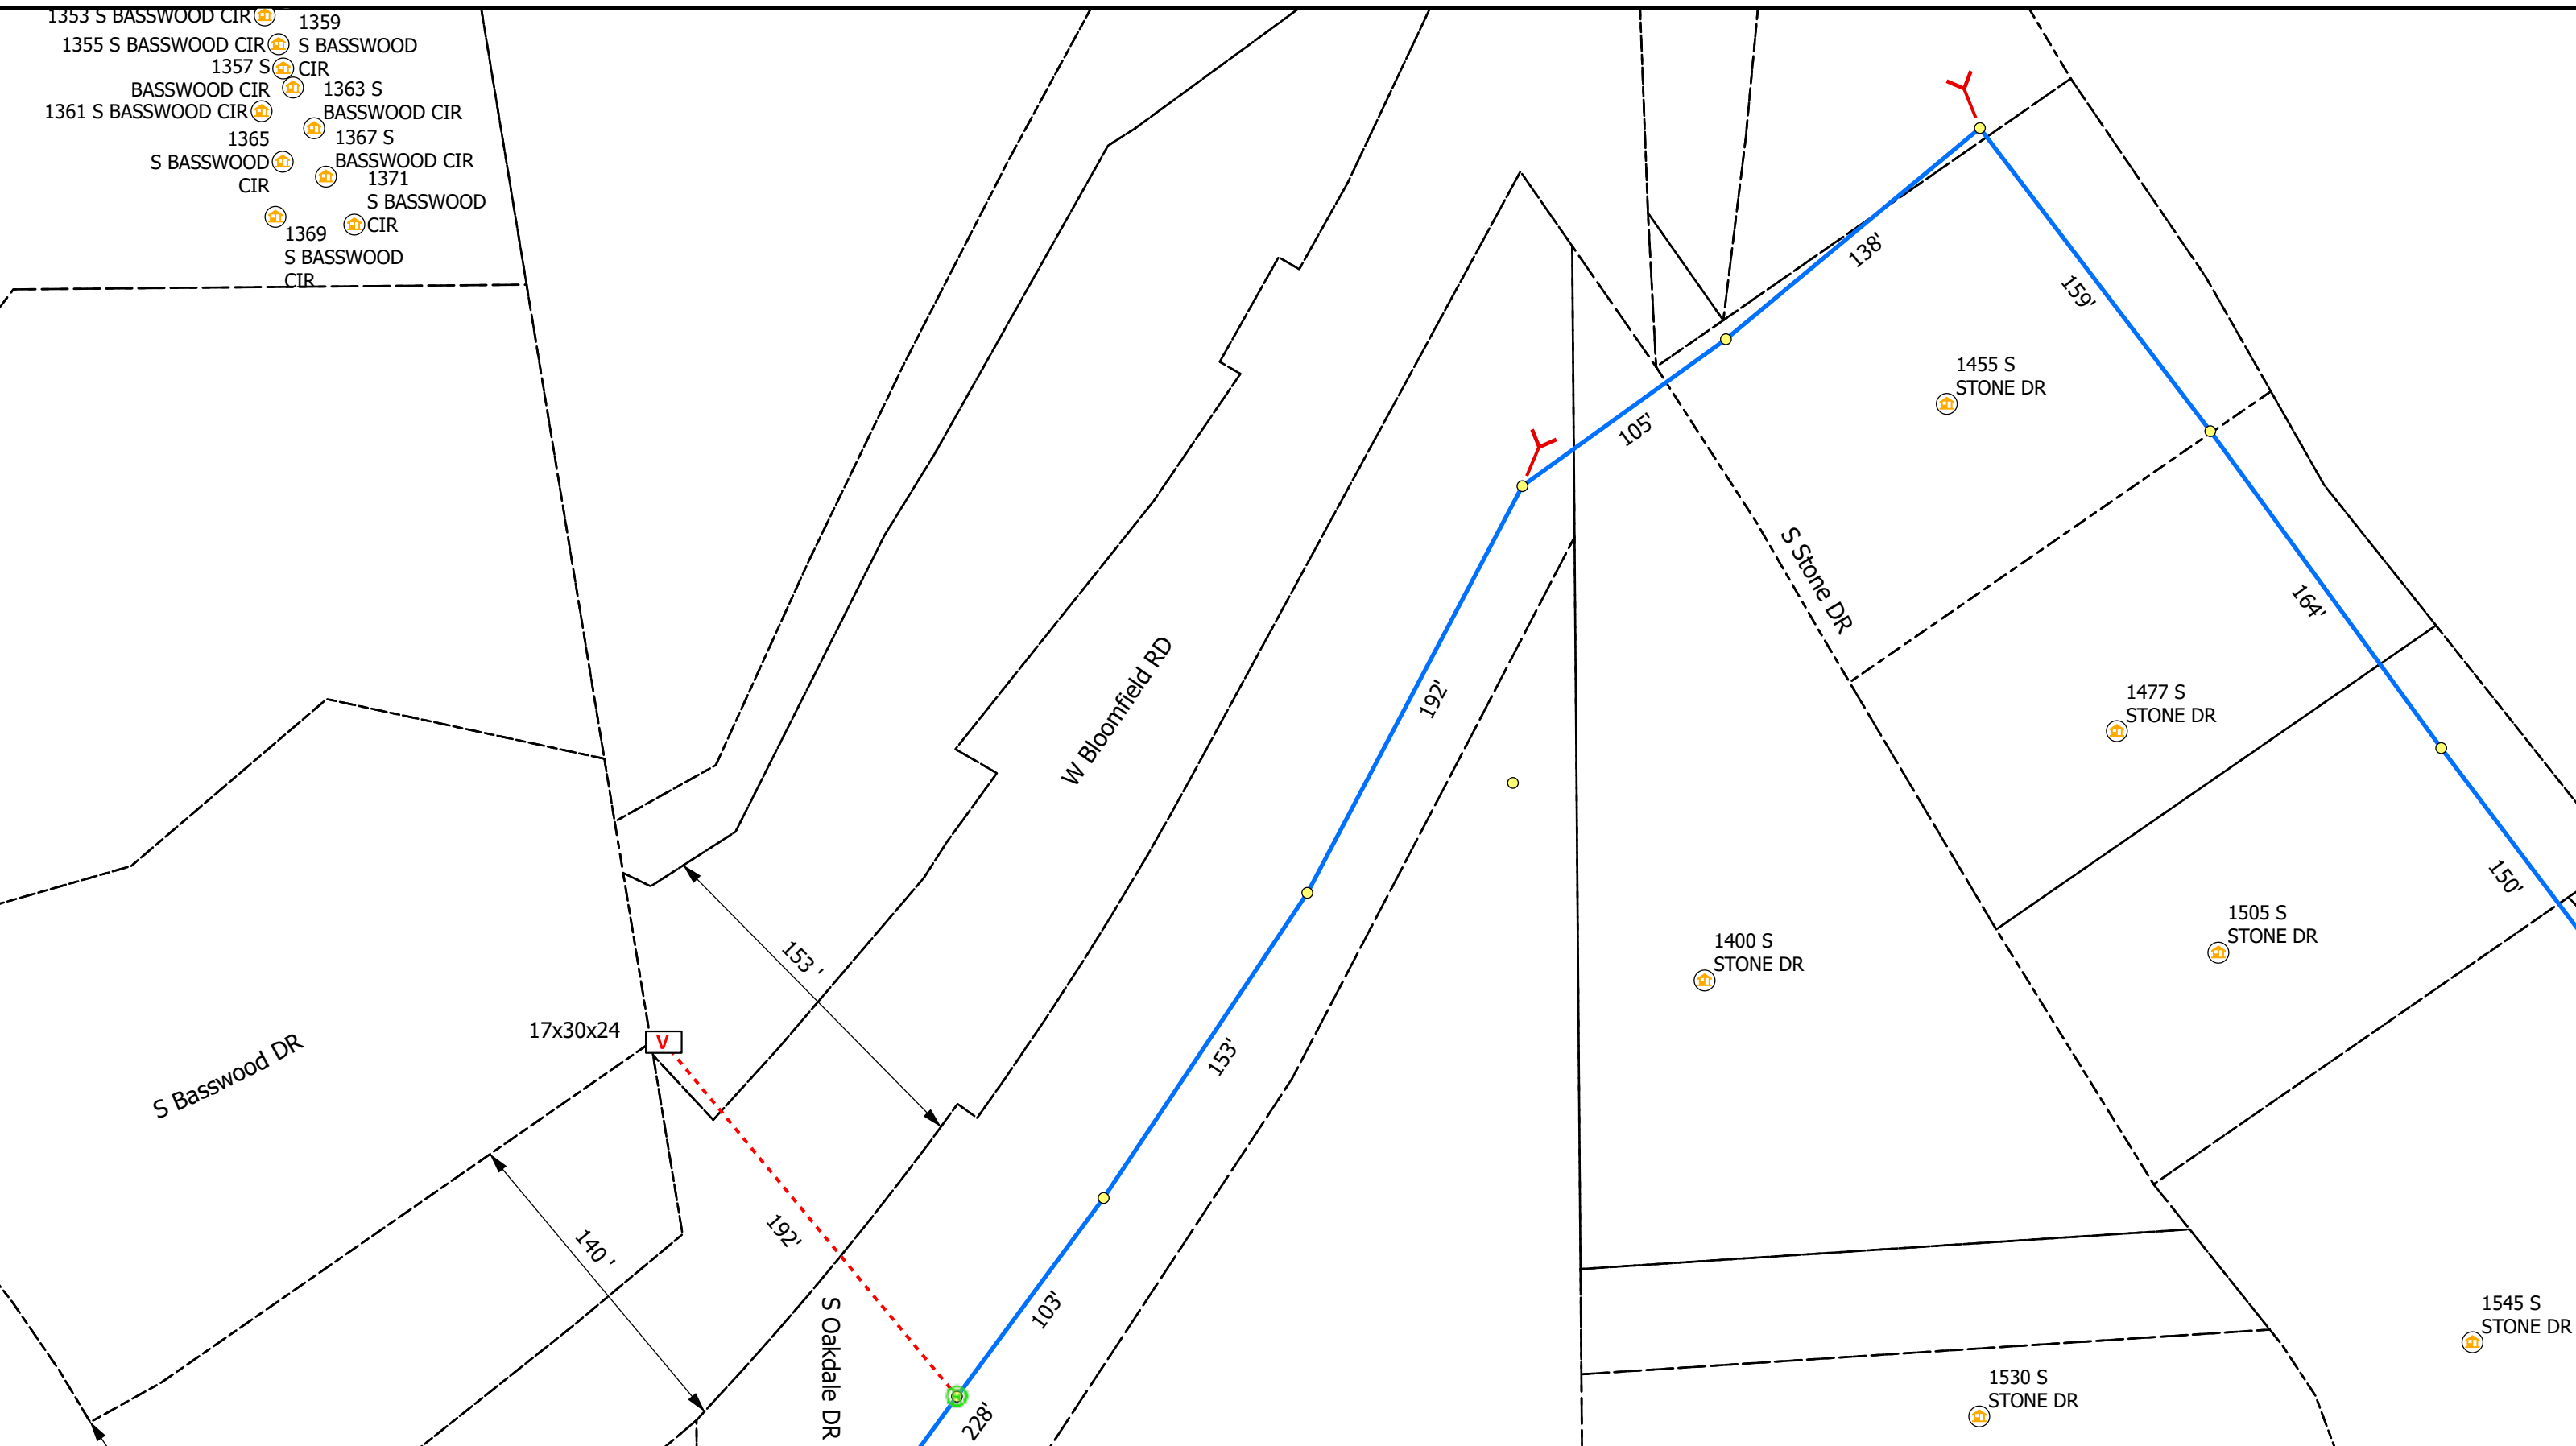 1353 S BASSWOOD CIR
1359
S BASSWOOD
CIR
1355 S BASSWOOD CIR
1357 S
BASSWOOD CIR
1363 S
BASSWOOD CIR
1361 S BASSWOOD CIR
1365
S BASSWOOD
CIR
1367 S
BASSWOOD CIR
1371
S BASSWOOD
CIR
1369
S BASSWOOD
CIR
138'
159'
1455 S
STONE DR
105'
S Stone DR
164'
192'
W Bloomfield RD
1477 S
STONE DR
150'
1505 S
STONE DR
1400 S
STONE DR
153 '
17x30x24
V
S Basswood DR
153'
192'
140 '
103'
S Oakdale DR
228'
1545 S
STONE DR
1530 S
STONE DR